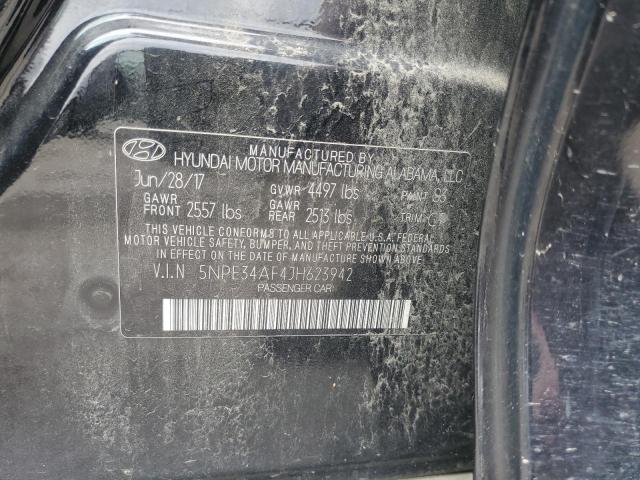 MANUFACTURED BY
HYUNDAI MOTOR MANUFACTURING ALABAMA, LLC
Jun/28/17 GVWR 4497 lbs PAINT
GAWR FRONT 2557 lbs GAWR REAR 2513 lbs TRIM
THIS VEHICLE CONFORMS TO ALL APPLICABLE U.S.A. FEDERAL
MOTOR VEHICLE SAFETY, BUMPER, AND THEFT PREVENTION STANDARDS
IN EFFECT ON THE DATE OF MANUFACTURE SHOWN ABOVE.
V.I.N 5NPE34AF4JH623942
PASSENGER CAR